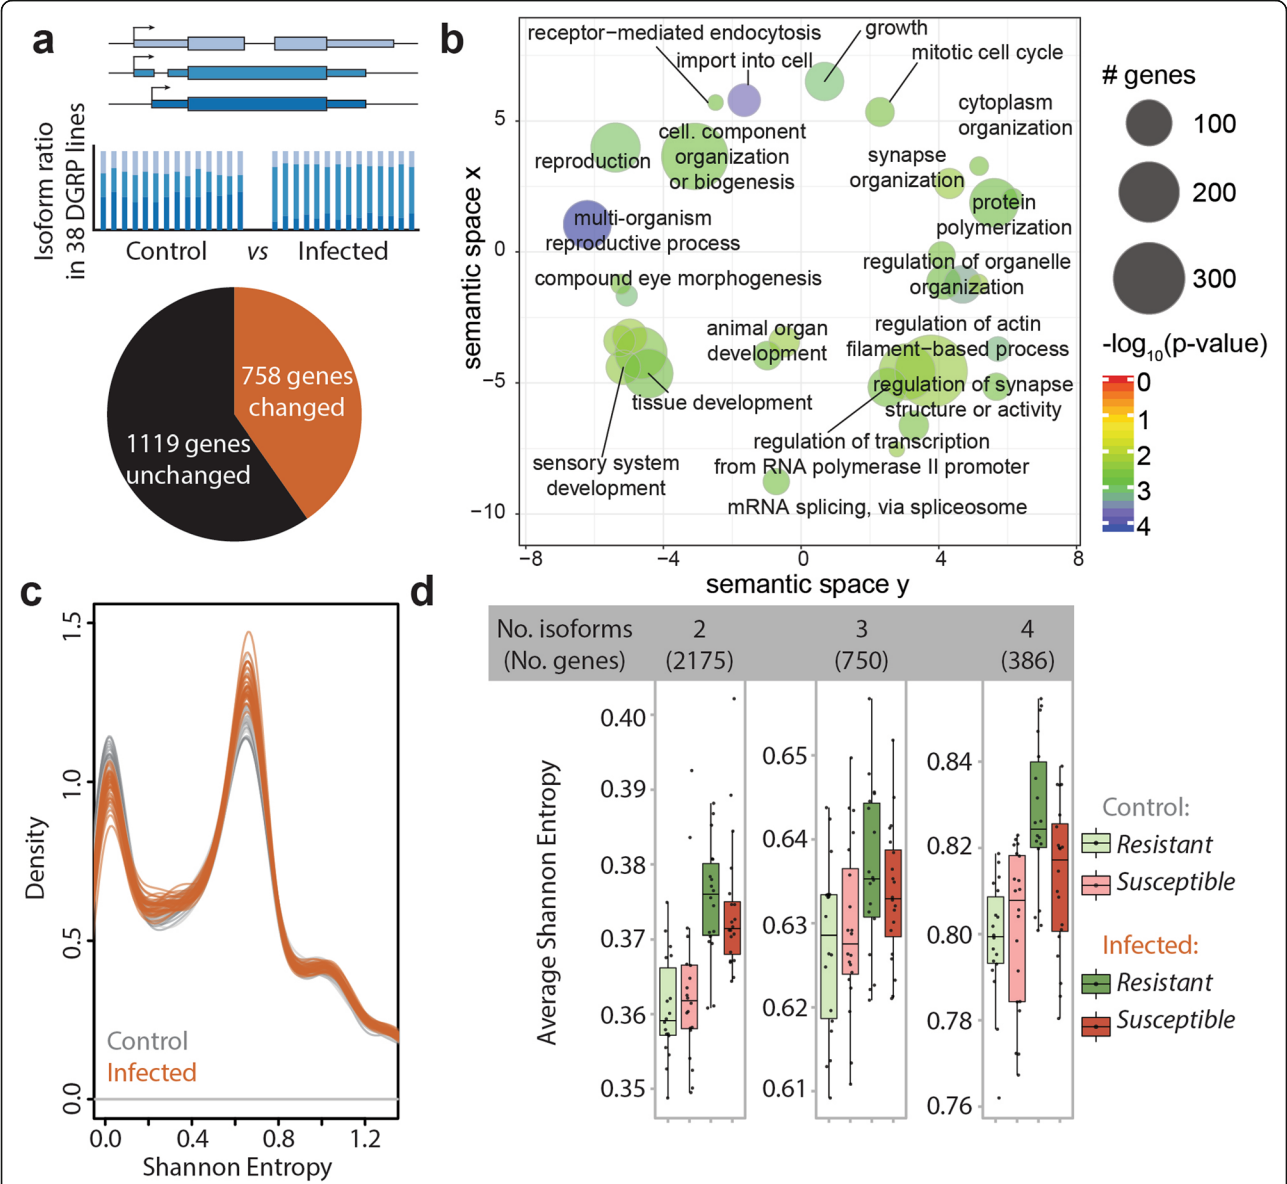 a
Isoform ratio
in 38 DGRP lines
Control vs Infected
758 genes
changed
1119 genes
unchanged
b
semantic space x
5
0
−5
−10
−8
−4
0
4
8
semantic space y
receptor−mediated endocytosis
import into cell
growth
mitotic cell cycle
cytoplasm
organization
reproduction
cell. component
organization
or biogenesis
synapse
organization
protein
polymerization
multi-organism
reproductive process
compound eye morphogenesis
regulation of organelle
organization
animal organ
development
regulation of actin
filament−based process
tissue development
regulation of synapse
structure or activity
sensory system
development
regulation of transcription
from RNA polymerase II promoter
mRNA splicing, via spliceosome
# genes
100
200
300
-log10(p-value)
0
1
2
3
4
c
Density
1.5
1.0
0.5
0.0
Control
Infected
0.0
0.4
0.8
1.2
Shannon Entropy
d
No. isoforms 2 3 4
(No. genes) (2175) (750) (386)
Average Shannon Entropy
0.40
0.39
0.38
0.37
0.36
0.35
0.65
0.64
0.63
0.62
0.61
0.84
0.82
0.80
0.78
0.76
Control:
Resistant
Susceptible
Infected:
Resistant
Susceptible